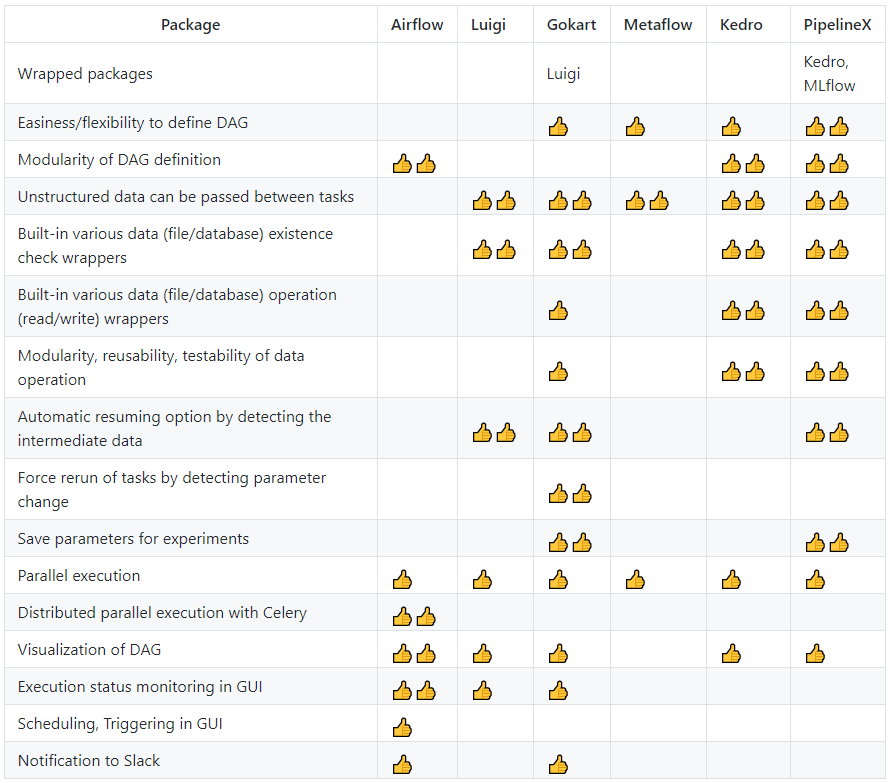 Package Airflow Luigi Gokart Metaflow Kedro PipelineX
Wrapped packages Luigi Kedro,
MLflow
Easiness/flexibility to define DAG 👍 👍 👍 👍👍
Modularity of DAG definition 👍👍 👍👍 👍👍
Unstructured data can be passed between tasks 👍👍 👍👍 👍👍 👍👍 👍👍
Built-in various data (file/database) existence
check wrappers 👍👍 👍👍 👍👍 👍👍
Built-in various data (file/database) operation
(read/write) wrappers 👍 👍👍 👍👍
Modularity, reusability, testability of data
operation 👍 👍👍 👍👍
Automatic resuming option by detecting the
intermediate data 👍👍 👍👍 👍👍
Force rerun of tasks by detecting parameter
change 👍👍
Save parameters for experiments 👍👍 👍👍
Parallel execution 👍 👍 👍 👍 👍 👍
Distributed parallel execution with Celery 👍👍
Visualization of DAG 👍👍 👍 👍 👍 👍
Execution status monitoring in GUI 👍👍 👍 👍
Scheduling, Triggering in GUI 👍
Notification to Slack 👍 👍